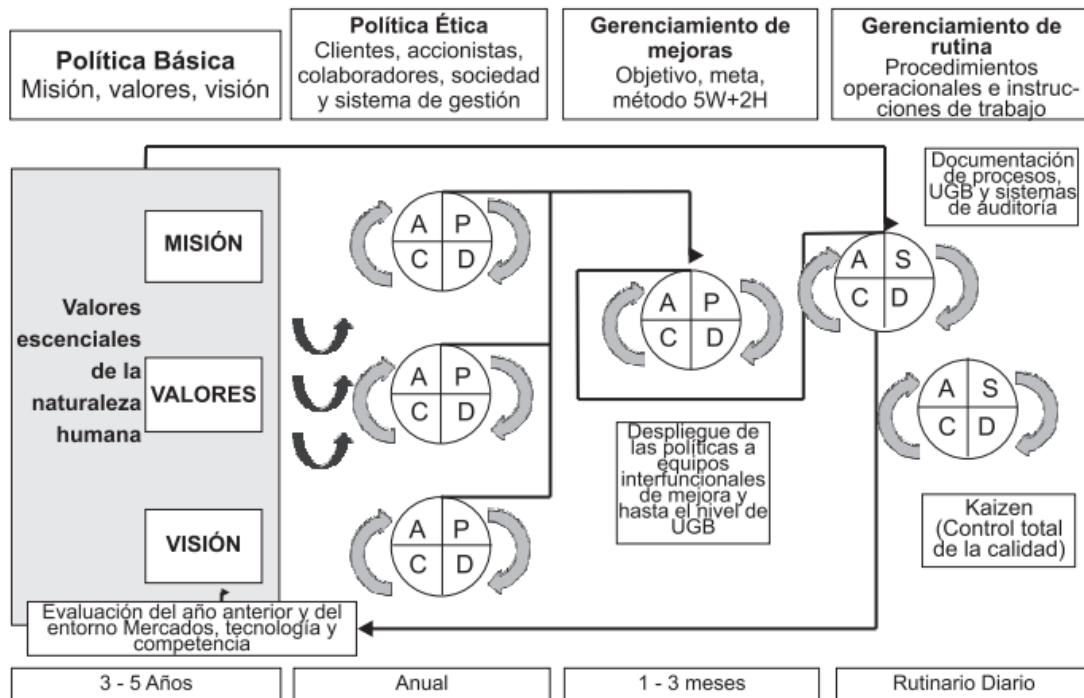 Política Básica
Misión, valores, visión
Política Ética
Clientes, accionistas,
colaboradores, sociedad
y sistema de gestión
Gerenciamiento de
mejoras
Objetivo, meta,
método 5W+2H
Gerenciamiento de
rutina
Procedimientos
operacionales e instruc-
ciones de trabajo
Valores
escenciales
de la
naturaleza
humana
MISIÓN
VALORES
VISIÓN
Evaluación del año anterior y del
entorno Mercados, tecnología y
competencia
A P
C D
A P
C D
A P
C D
A P
C D
Despliegue de
las políticas a
equipos
interfuncionales
de mejora y
hasta el nivel de
UGB
Documentación
de procesos,
UGB y sistemas
de auditoría
A S
C D
A S
C D
Kaizen
(Control total
de la calidad)
3 - 5 Años
Anual
1 - 3 meses
Rutinario Diario